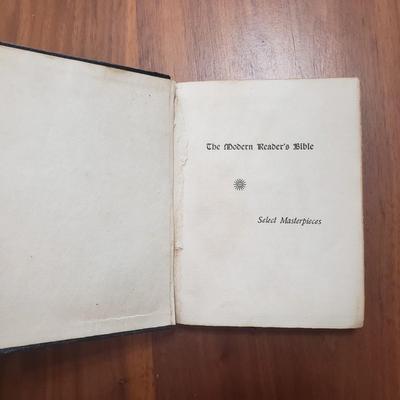 The Modern Reader's Bible
Select Masterpieces